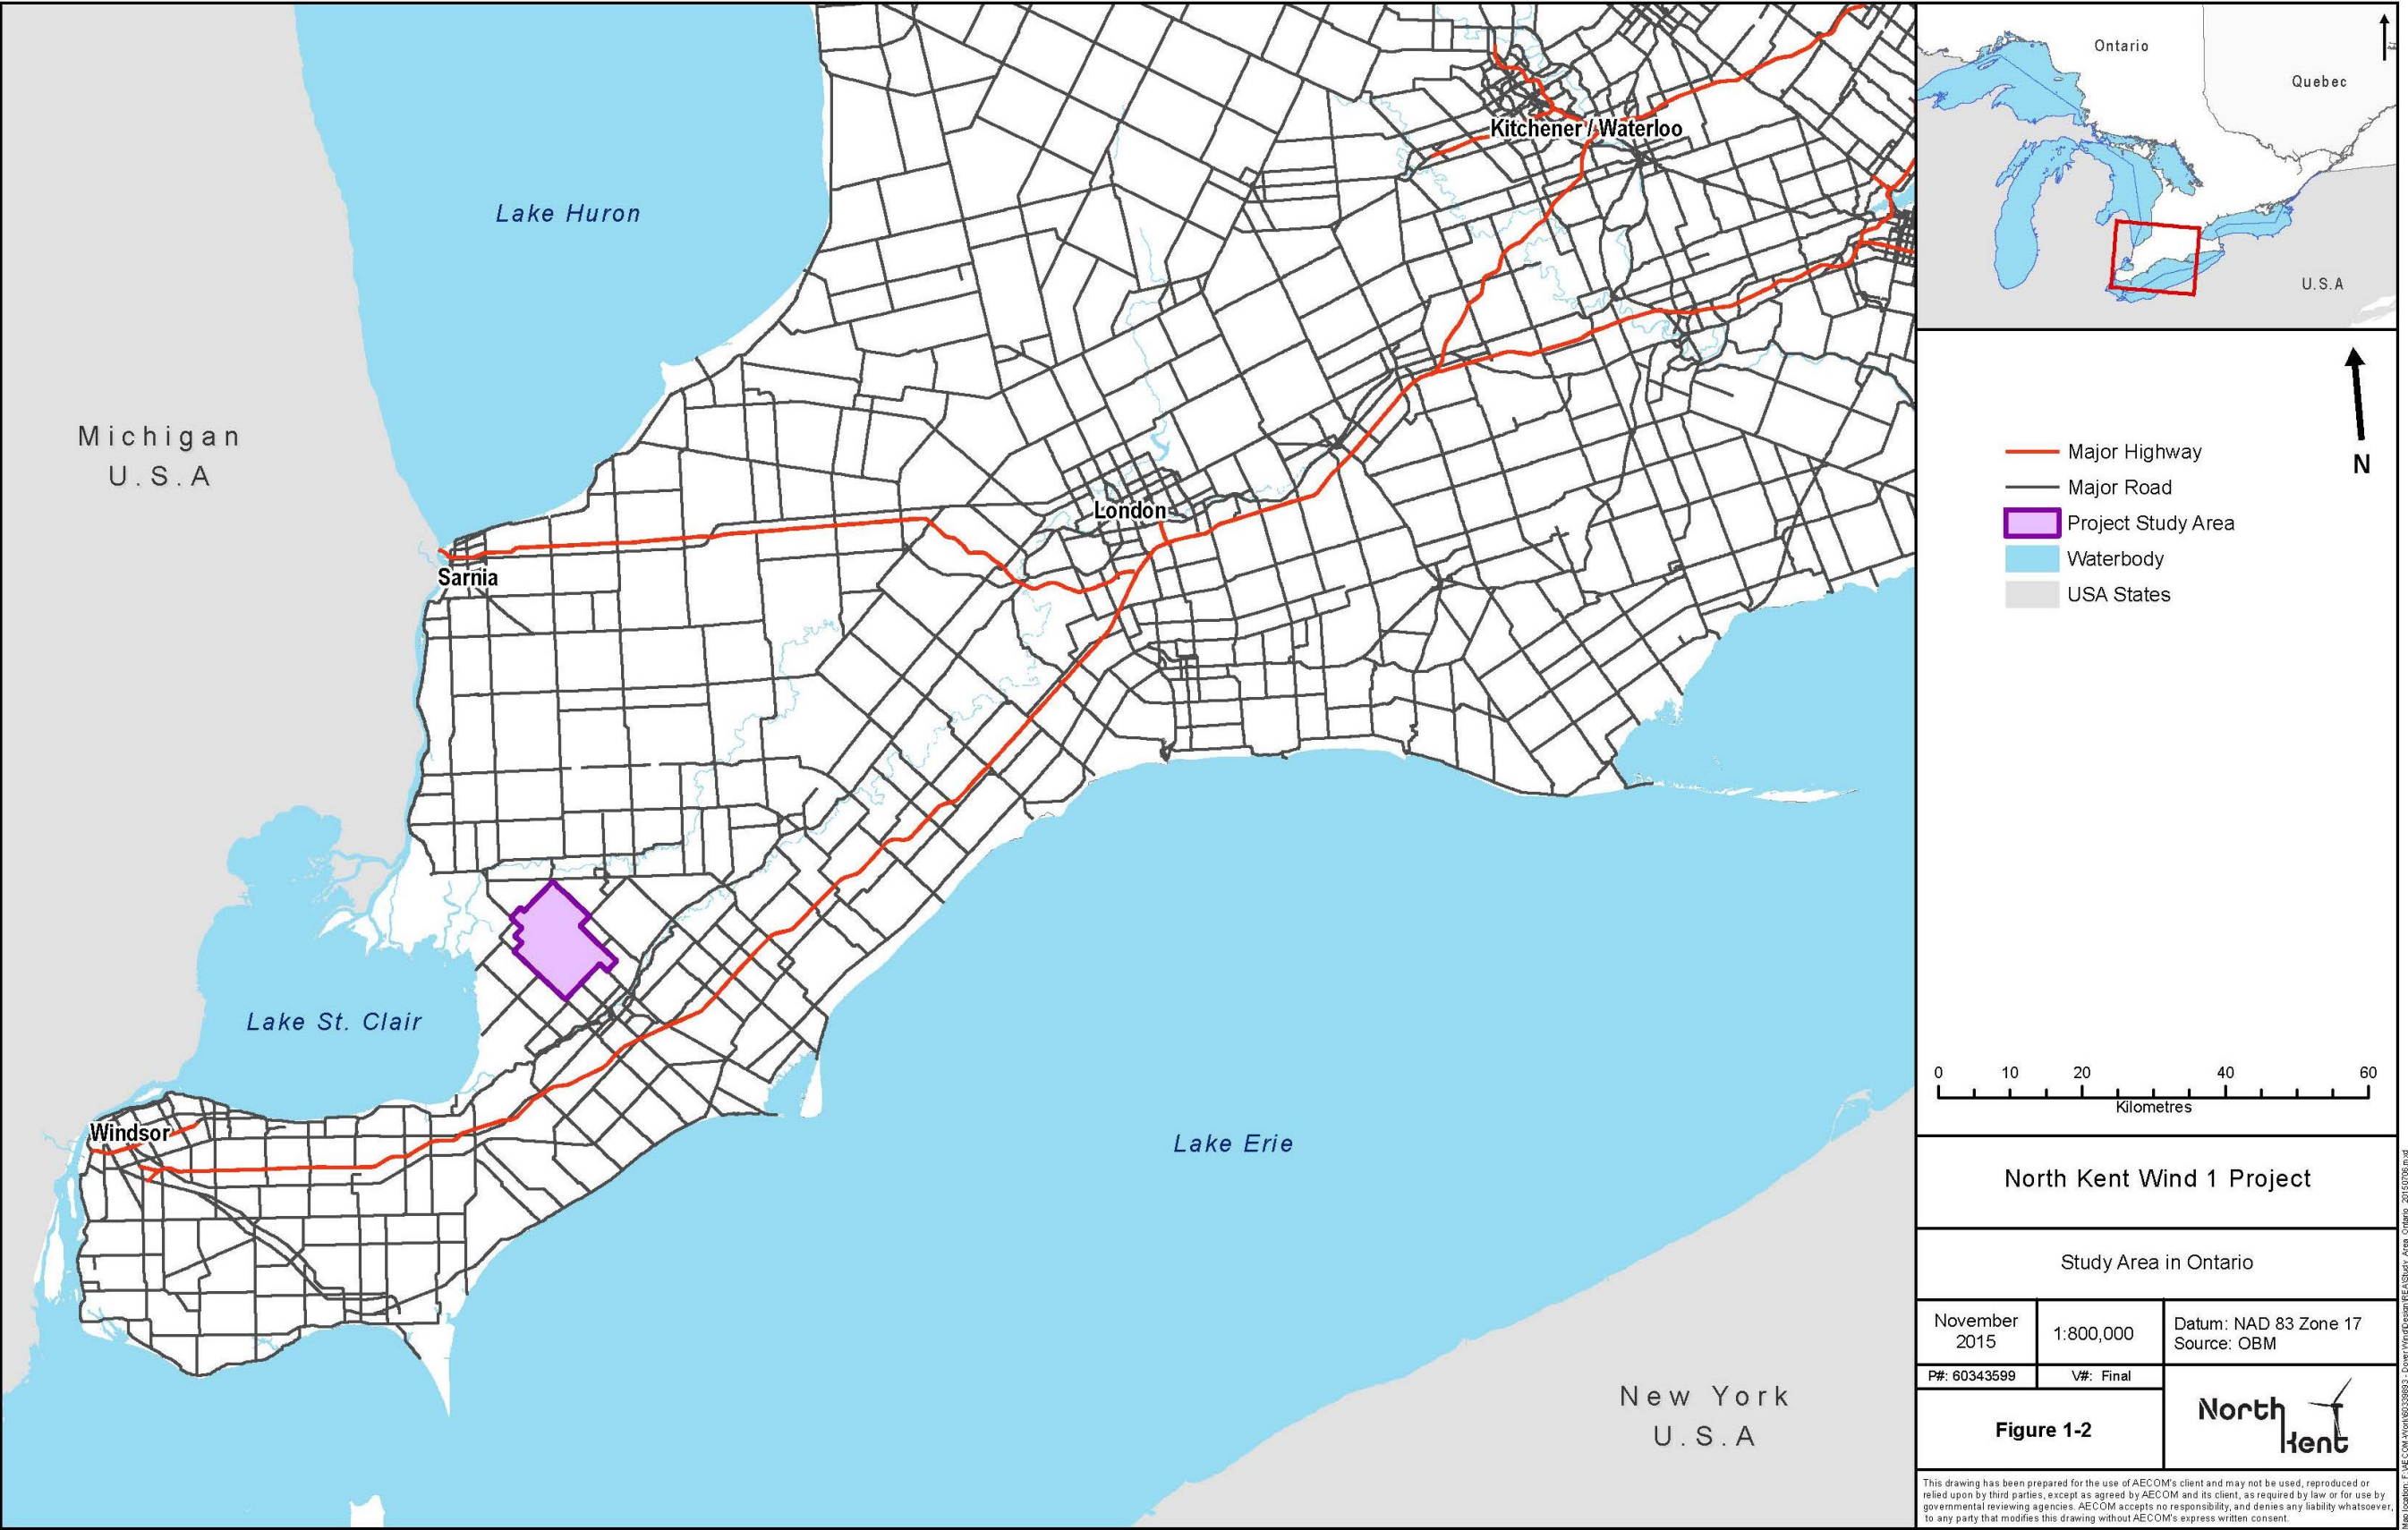 Lake Huron
Kitchener / Waterloo
Michigan
U.S.A
London
Sarnia
Lake St. Clair
Windsor
Lake Erie
New York
U.S.A
Ontario
Quebec
U.S.A
N
Major Highway
Major Road
Project Study Area
Waterbody
USA States
0 10 20 40 60
Kilometres
North Kent Wind 1 Project
Study Area in Ontario
November
2015
1:800,000
Datum: NAD 83 Zone 17
Source: OBM
P#: 60343599
V#: Final
Figure 1-2
North
Kent
This drawing has been prepared for the use of AECOM's client and may not be used, reproduced or
relied upon by third parties, except as agreed by AECOM and its client, as required by law or for use by
governmental reviewing agencies. AECOM accepts no responsibility, and denies any liability whatsoever,
to any party that modifies this drawing without AECOM's express written consent.